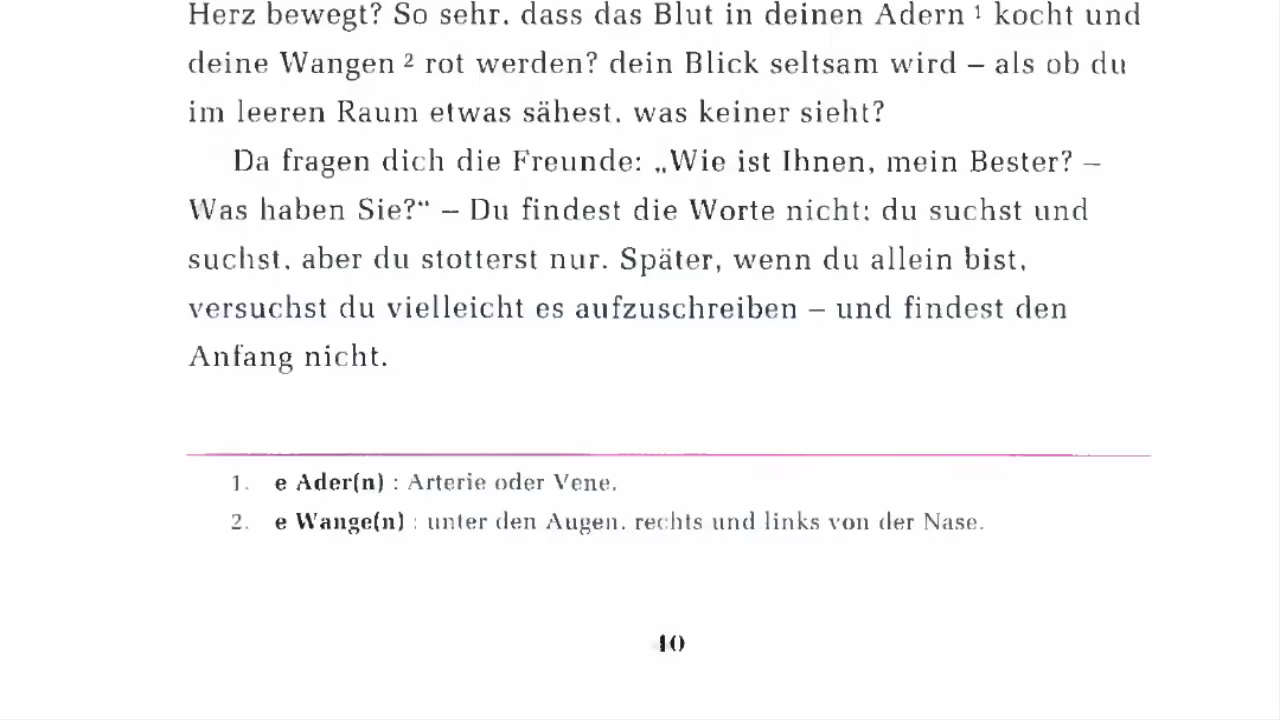 Herz bewegt? So sehr, dass das Blut in deinen Adern ¹ kocht und
deine Wangen ² rot werden? dein Blick seltsam wird – als ob du
im leeren Raum etwas sähest, was keiner sieht?
Da fragen dich die Freunde: „Wie ist Ihnen, mein Bester? –
Was haben Sie?“ – Du findest die Worte nicht; du suchst und
suchst, aber du stotterst nur. Später, wenn du allein bist,
versuchst du vielleicht es aufzuschreiben – und findest den
Anfang nicht.
1. e Ader(n) : Arterie oder Vene.
2. e Wange(n) : unter den Augen, rechts und links von der Nase.
40